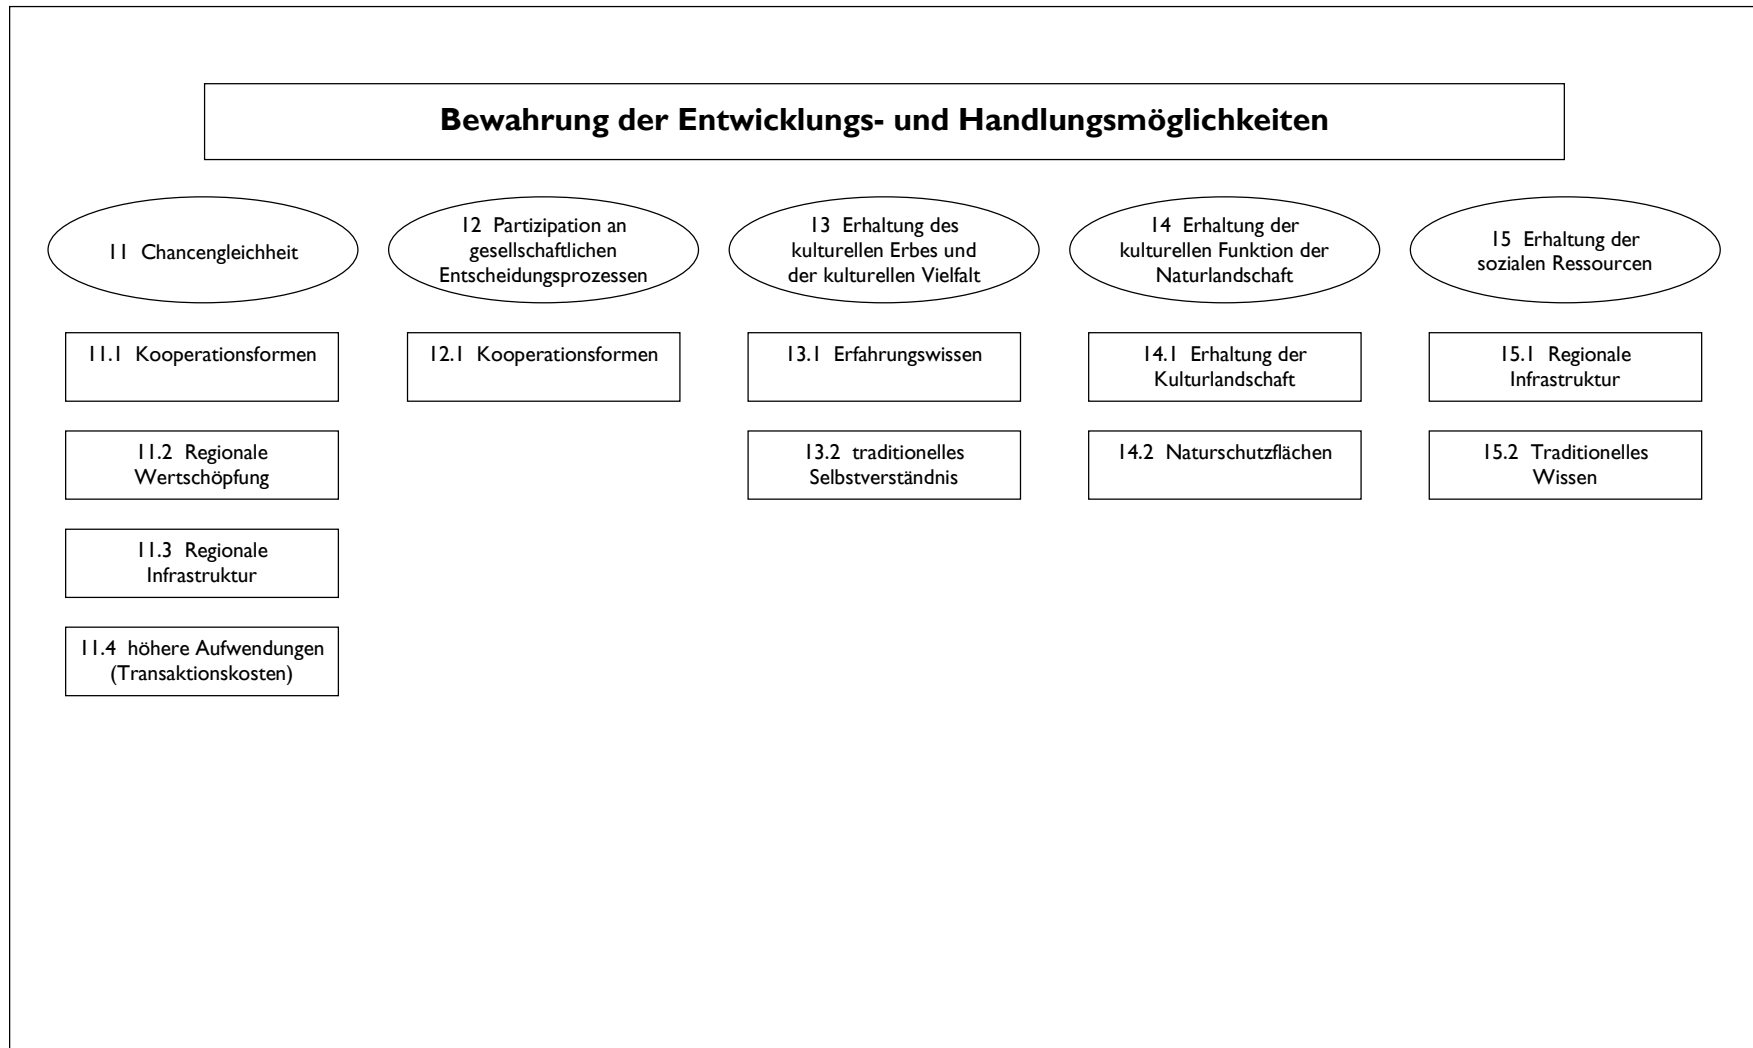 Bewahrung der Entwicklungs- und Handlungsmöglichkeiten
11 Chancengleichheit
12 Partizipation an
gesellschaftlichen
Entscheidungsprozessen
13 Erhaltung des
kulturellen Erbes und
der kulturellen Vielfalt
14 Erhaltung der
kulturellen Funktion der
Naturlandschaft
15 Erhaltung der
sozialen Ressourcen
11.1 Kooperationsformen
12.1 Kooperationsformen
13.1 Erfahrungswissen
14.1 Erhaltung der
Kulturlandschaft
15.1 Regionale
Infrastruktur
11.2 Regionale
Wertschöpfung
13.2 traditionelles
Selbstverständnis
14.2 Naturschutzflächen
15.2 Traditionelles
Wissen
11.3 Regionale
Infrastruktur
11.4 höhere Aufwendungen
(Transaktionskosten)